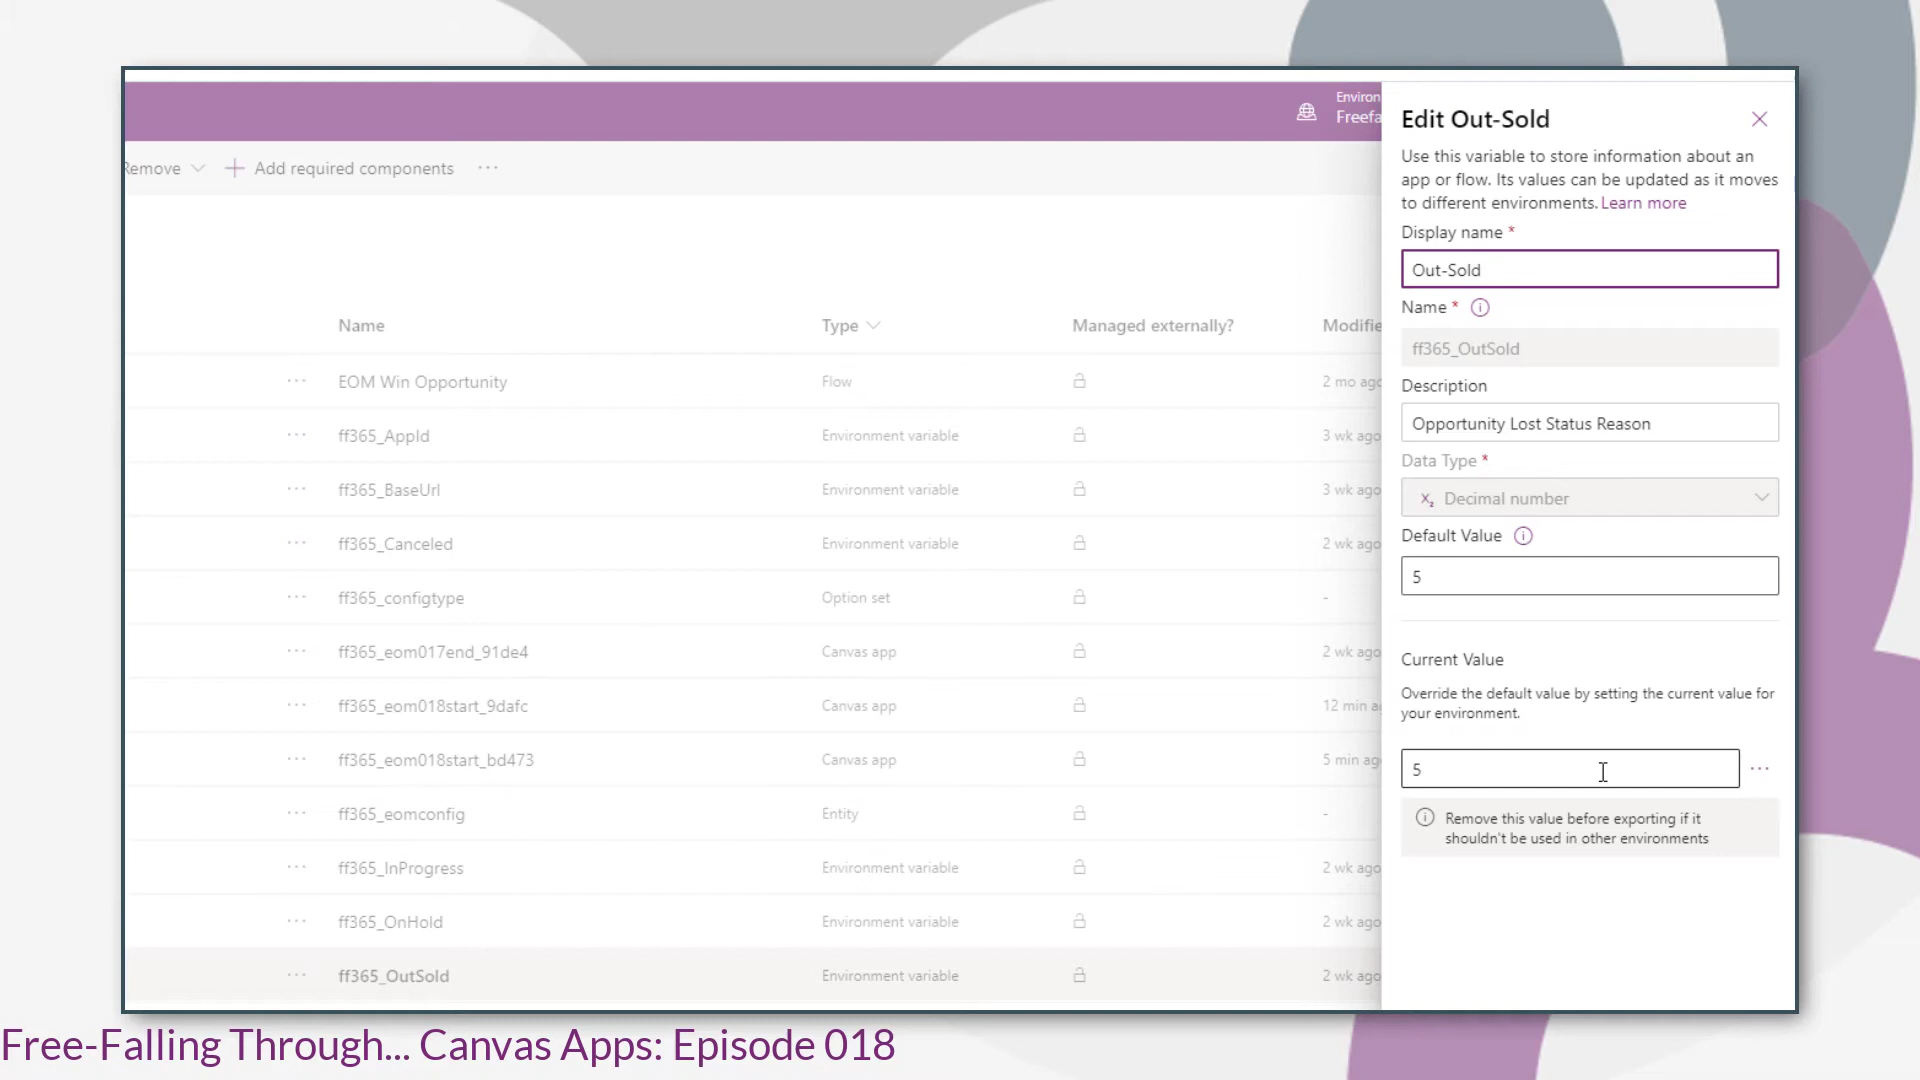 Environ
Freefa
Remove
Add required components
Name
Type
Managed externally?
Modifie
EOM Win Opportunity
Flow
2 mo ago
ff365_AppId
Environment variable
3 wk ago
ff365_BaseUrl
Environment variable
3 wk ago
ff365_Canceled
Environment variable
2 wk ago
ff365_configtype
Option set
-
ff365_eom017end_91de4
Canvas app
2 wk ago
ff365_eom018start_9dafc
Canvas app
12 min a
ff365_eom018start_bd473
Canvas app
5 min ag
ff365_eomconfig
Entity
-
ff365_InProgress
Environment variable
2 wk ago
ff365_OnHold
Environment variable
2 wk ago
ff365_OutSold
Environment variable
2 wk ago
Edit Out-Sold
Use this variable to store information about an
app or flow. Its values can be updated as it moves
to different environments. Learn more
Display name *
Out-Sold
Name *
ff365_OutSold
Description
Opportunity Lost Status Reason
Data Type *
Decimal number
Default Value
5
Current Value
Override the default value by setting the current value for
your environment.
5
Remove this value before exporting if it
shouldn't be used in other environments
Free-Falling Through... Canvas Apps: Episode 018